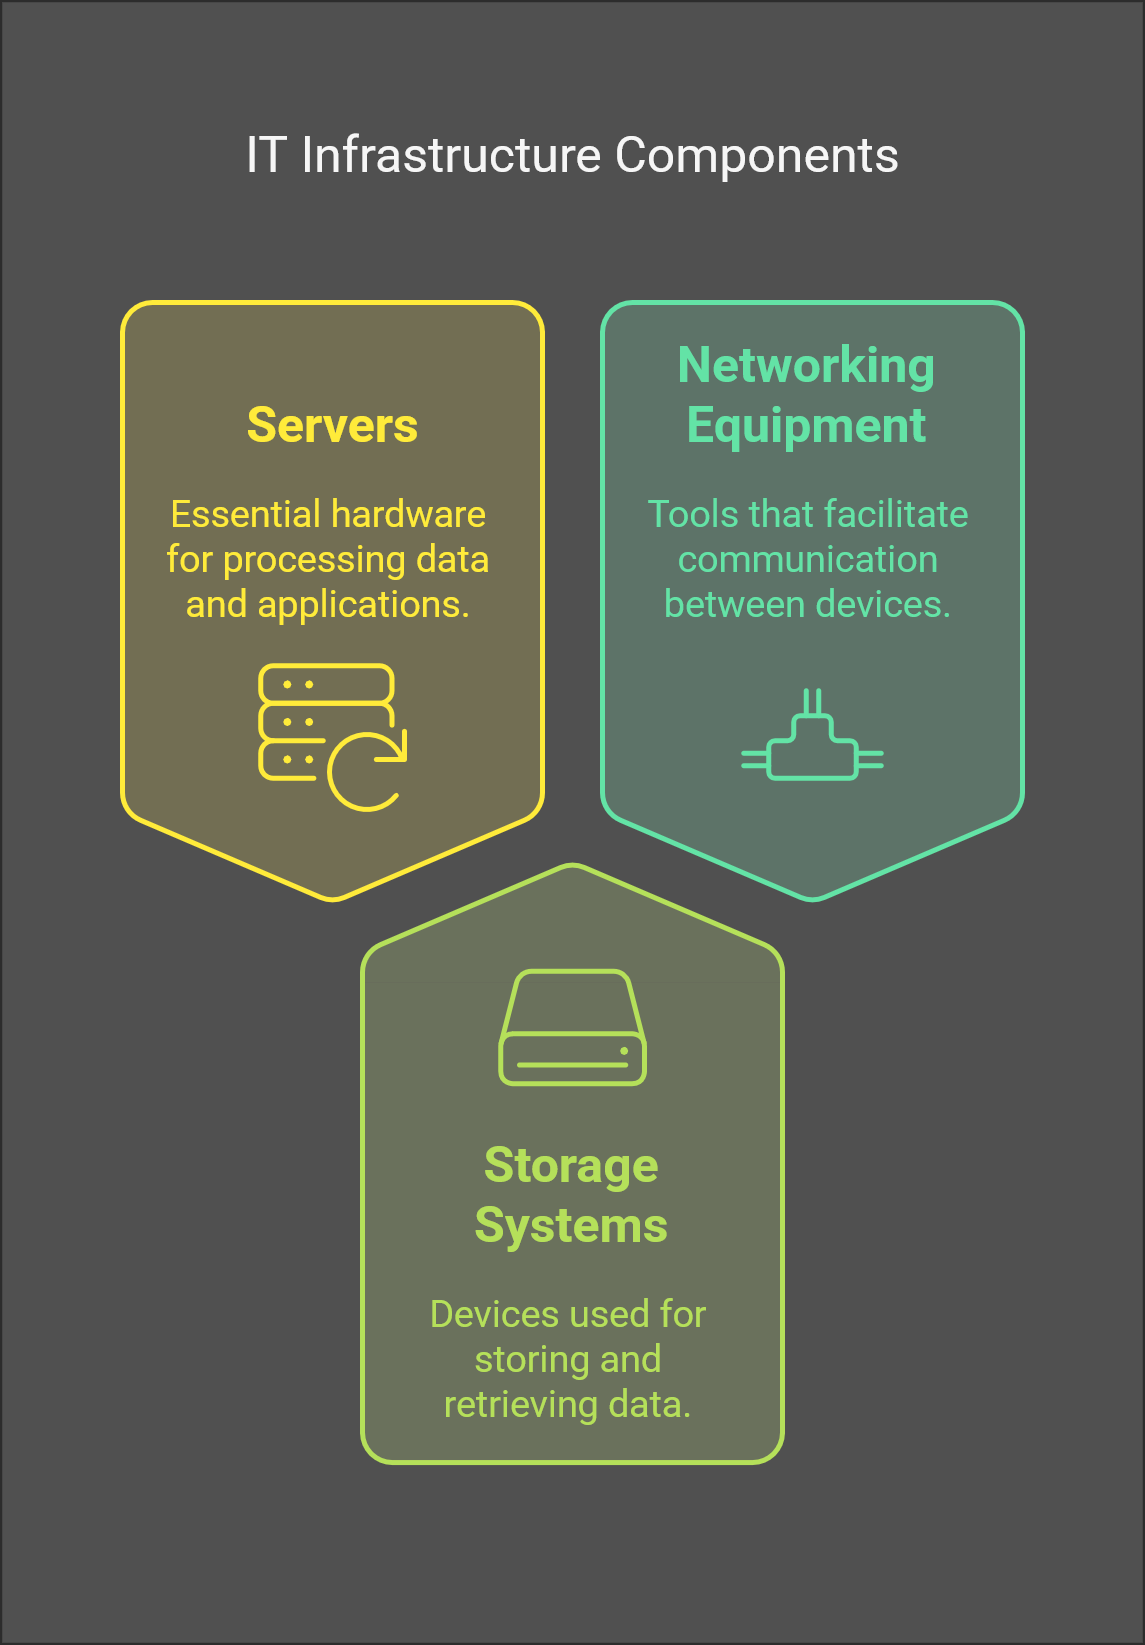 IT Infrastructure Components
Servers
Essential hardware
for processing data
and applications.
Networking
Equipment
Tools that facilitate
communication
between devices.
Storage
Systems
Devices used for
storing and
retrieving data.